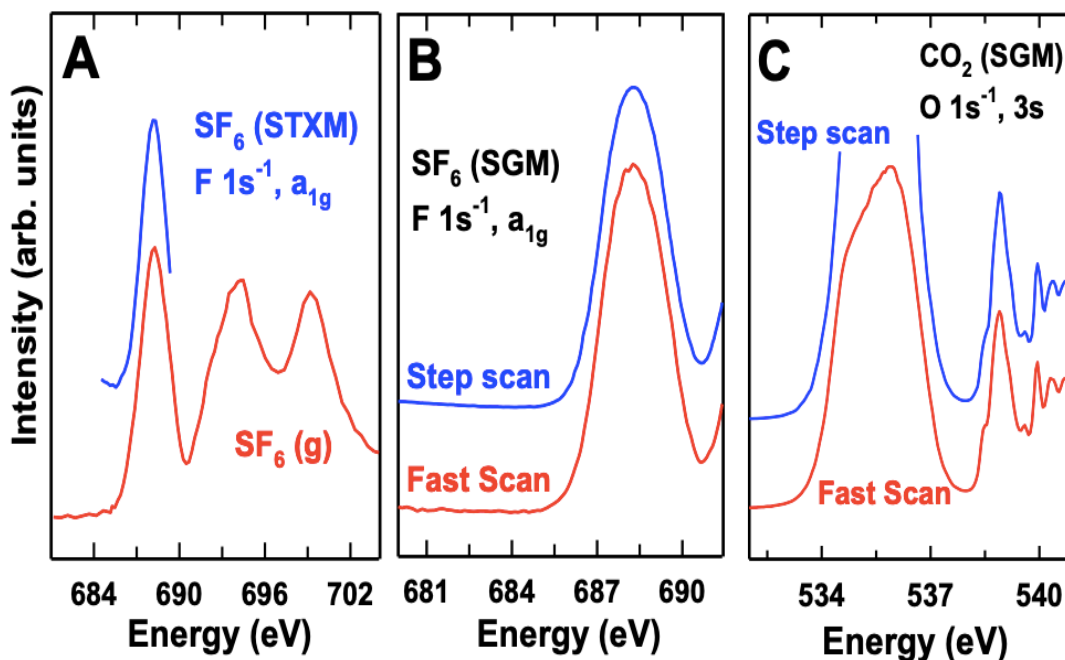 Intensity (arb. units)
A
SF6 (STXM)
F 1s-1, a1g
SF6 (g)
684 690 696 702
Energy (eV)
B
SF6 (SGM)
F 1s-1, a1g
Step scan
Fast Scan
681 684 687 690
Energy (eV)
C
CO2 (SGM)
O 1s-1, 3s
Step scan
Fast Scan
534 537 540
Energy (eV)